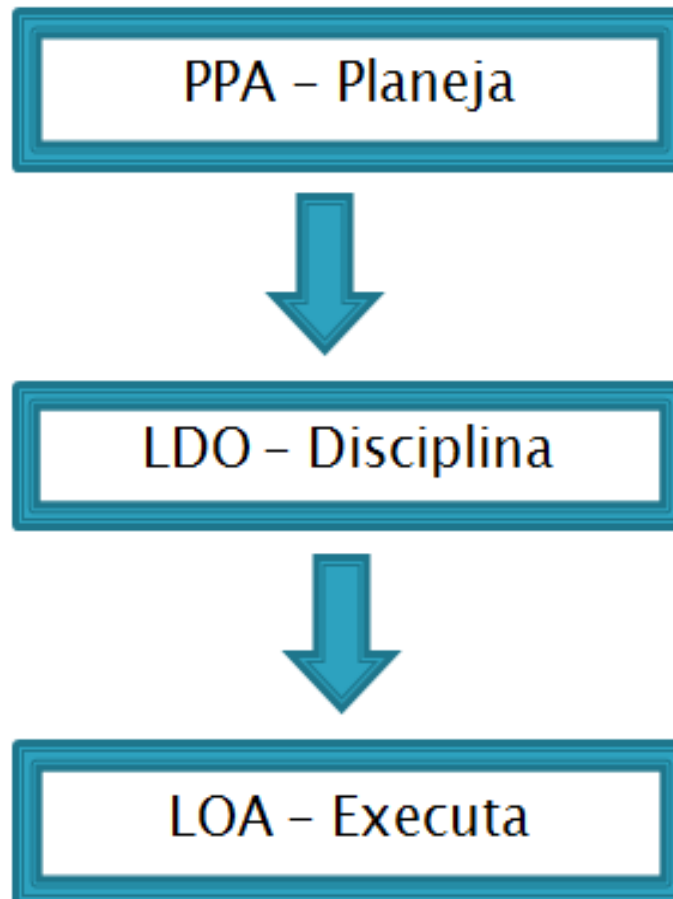 PPA – Planeja
LDO – Disciplina
LOA – Executa